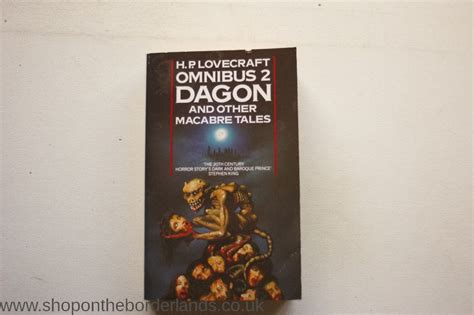 H.P. LOVECRAFT
OMNIBUS 2
DAGON
AND OTHER
MACABRE TALES
'THE 20TH CENTURY
HORROR STORY'S DARK AND BAROQUE PRINCE'
STEPHEN KING
www.shopontheborderlands.co.uk